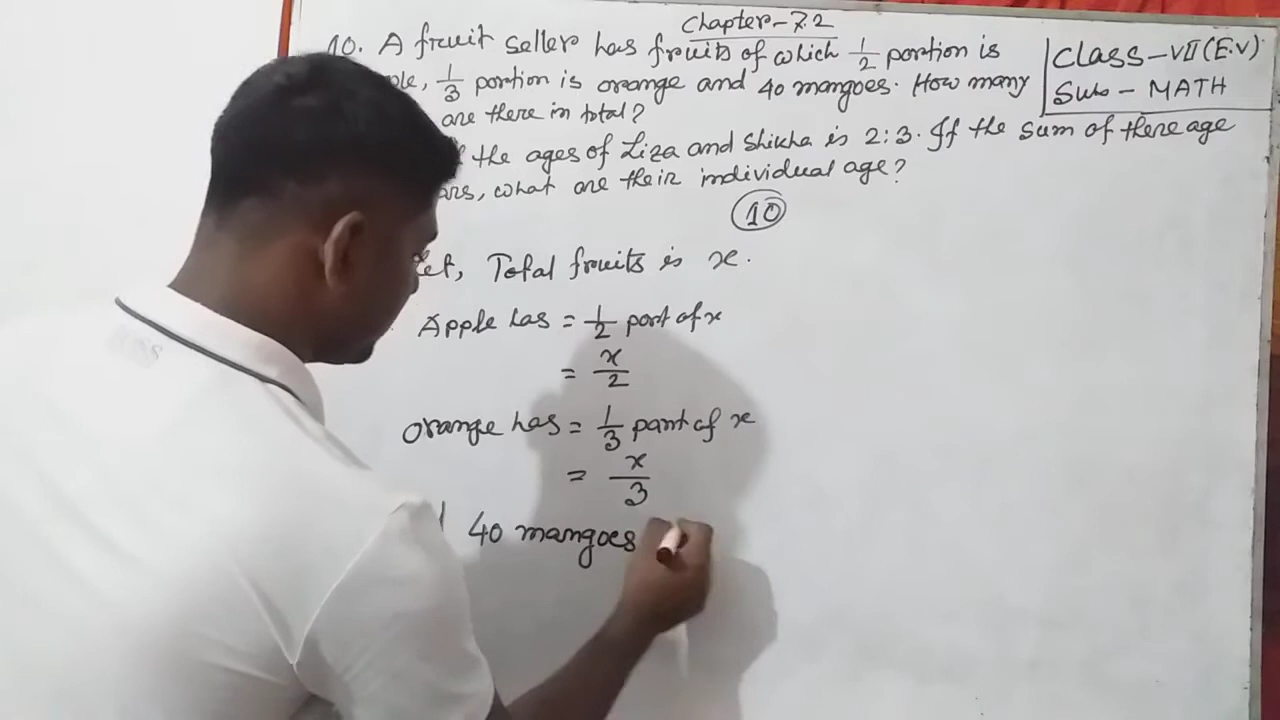 Chapter-7.2
10. A fruit seller has fruits of which 1/2 portion is
1/3 portion is orange and 40 mangoes. How many
are there in total?
the ages of Liza and Shikha is 2:3. If the sum of there age
what are their individual age?
Class-VII (E.V)
Sub - MATH
10
Let, Total fruits is x.
Apple has = 1/2 part of x
= x/2
Orange has = 1/3 part of x
= x/3
40 mangoes